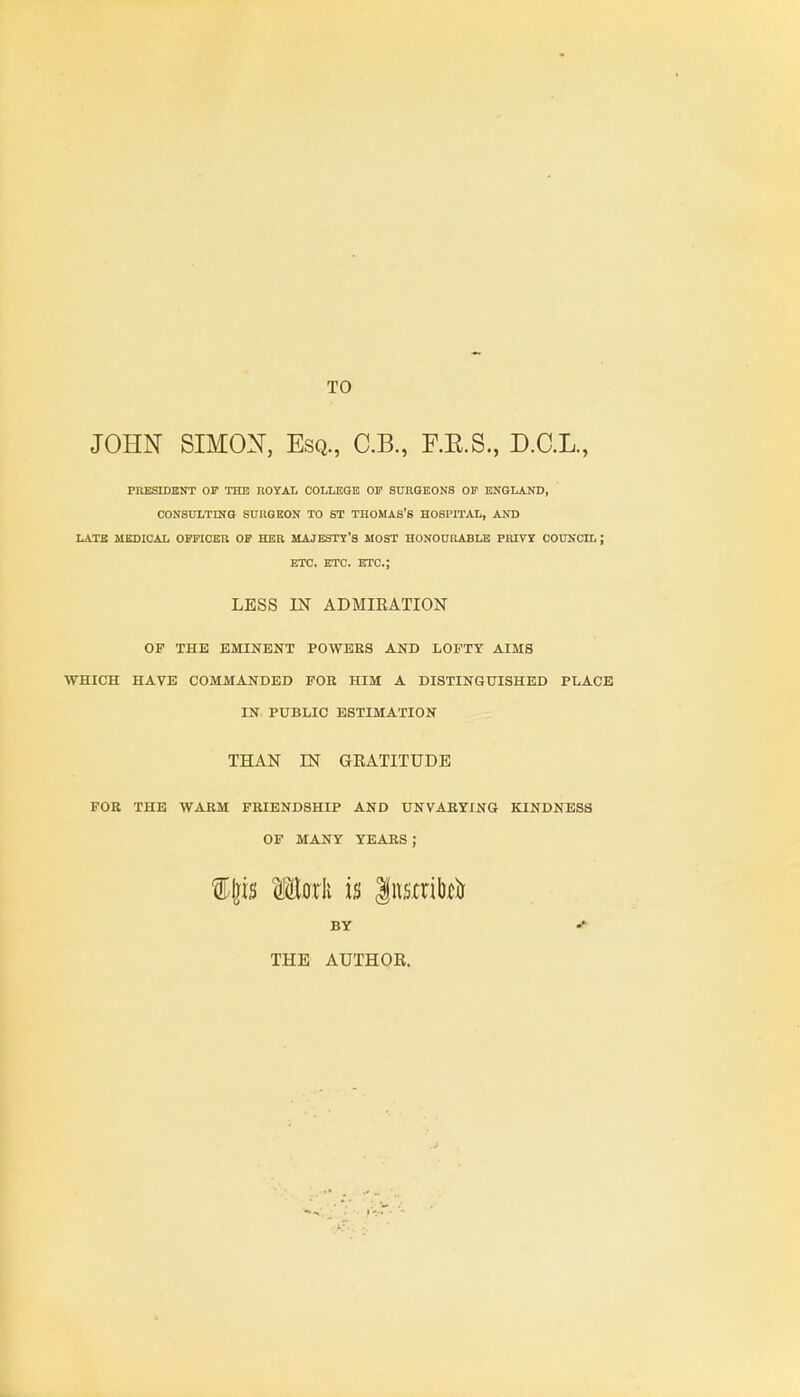 TO
JOHN SIMON, Esq., C.B., F.R.S., D.C.L.,
PRESIDENT OF THE ROYAL COLLEGE OF SURGEONS OF ENGLAND,
CONSULTING SURGEON TO ST THOMAS'S HOSPITAL, AND
LATE MEDICAL OFFICER OF HER MAJESTY'S MOST HONOURABLE PRIVY COUNCIL;
ETC. ETC. ETC.;
LESS IN ADMIRATION
OF THE EMINENT POWERS AND LOFTY AIMS
WHICH HAVE COMMANDED FOR HIM A DISTINGUISHED PLACE
IN PUBLIC ESTIMATION
THAN IN GRATITUDE
FOR THE WARM FRIENDSHIP AND UNVARYING KINDNESS
OF MANY YEARS;
This Work is Inscribed
BY
THE AUTHOR.